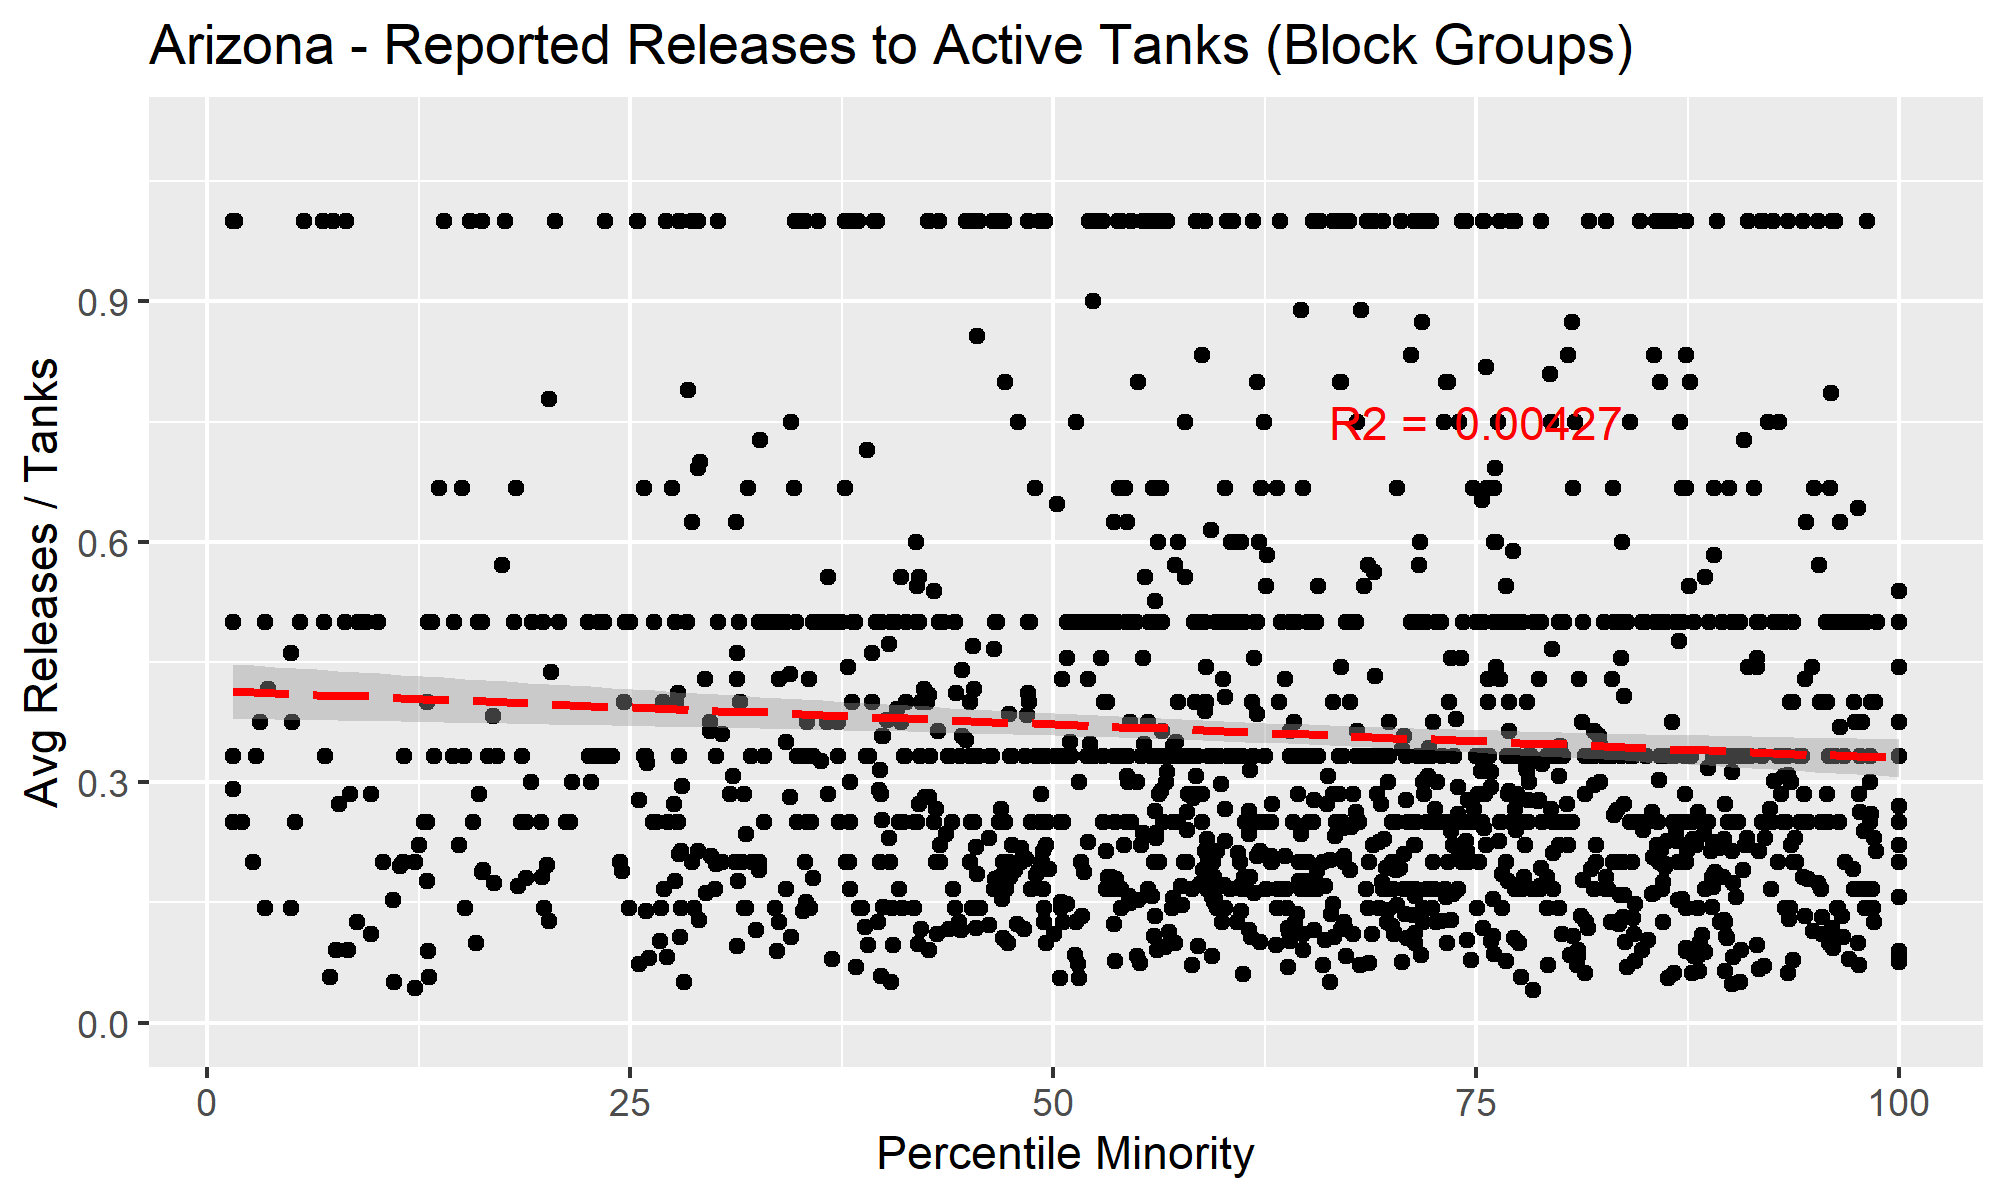 Arizona - Reported Releases to Active Tanks (Block Groups)
Avg Releases / Tanks
0.9
0.6
0.3
0.0
R2 = 0.00427
0 25 50 75 100
Percentile Minority